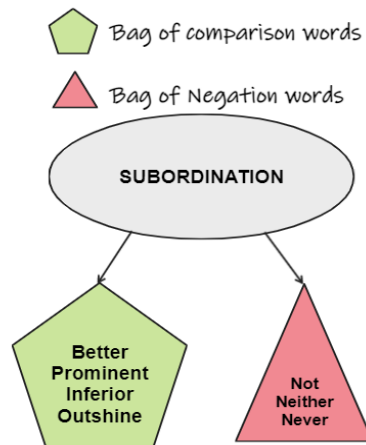 Bag of comparison words
Bag of Negation words
SUBORDINATION
Better
Prominent
Inferior
Outshine
Not
Neither
Never